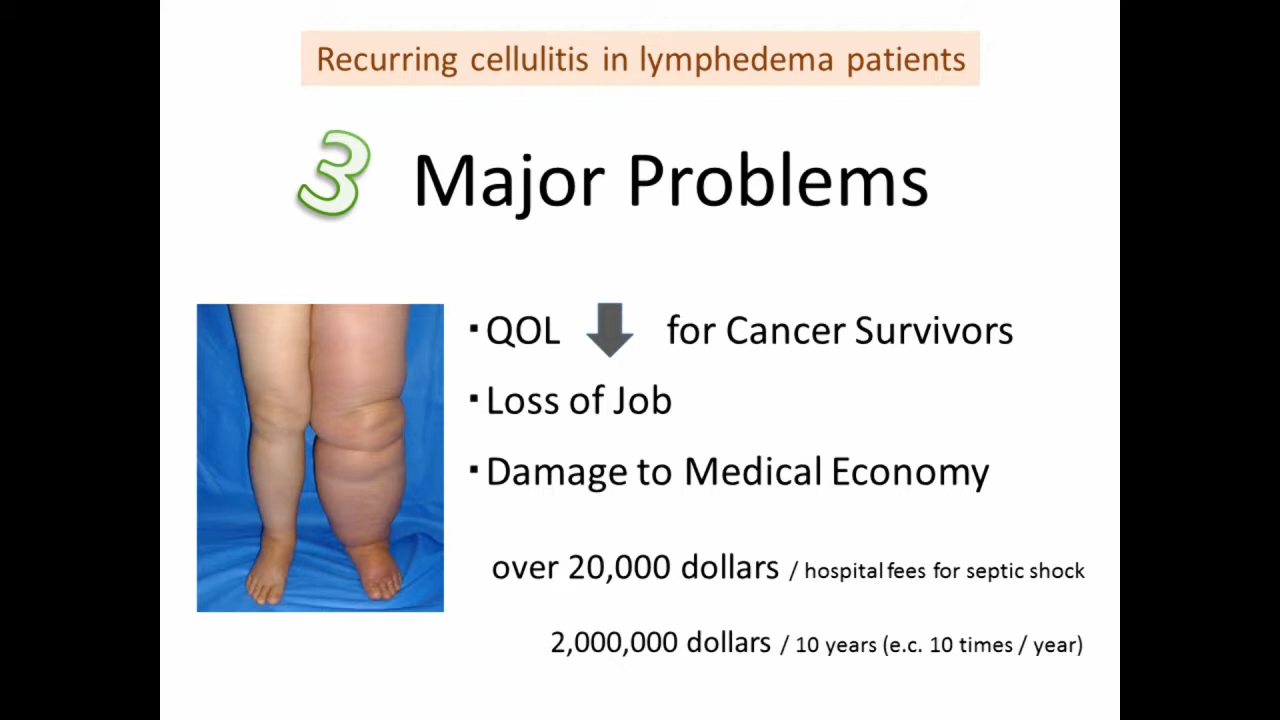 Recurring cellulitis in lymphedema patients
3 Major Problems
・QOL for Cancer Survivors
・Loss of Job
・Damage to Medical Economy
over 20,000 dollars / hospital fees for septic shock
2,000,000 dollars / 10 years (e.c. 10 times / year)